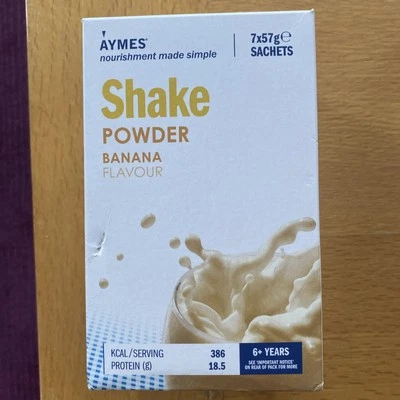 AYMES®
nourishment made simple
7x57g℮
SACHETS
Shake
POWDER
BANANA
FLAVOUR
KCAL/SERVING 386
PROTEIN (g) 18.5
6+ YEARS
SEE 'IMPORTANT NOTICE'
ON REAR OF PACK FOR MORE